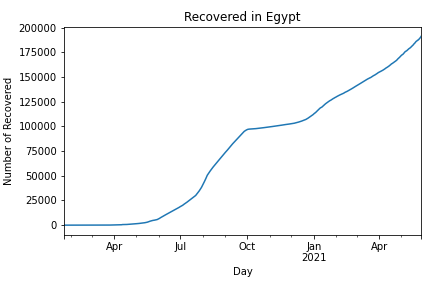 Recovered in Egypt
Number of Recovered
200000
175000
150000
125000
100000
75000
50000
25000
0
Apr
Jul
Oct
Jan
2021
Apr
Day